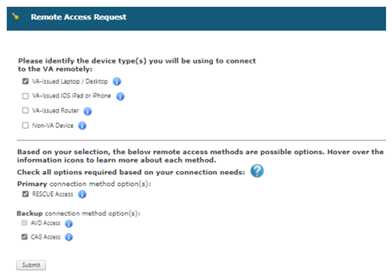 Remote Access Request
Please identify the device type(s) you will be using to connect
to the VA remotely:
VA-Issued Laptop / Desktop
VA-Issued iOS iPad or iPhone
VA-Issued Router
Non-VA Device
Based on your selection, the below remote access methods are possible options. Hover over the
information icons to learn more about each method.
Check all options required based on your connection needs: ?
Primary connection method option(s):
RESCUE Access
Backup connection method option(s):
AVD Access
CAG Access
Submit